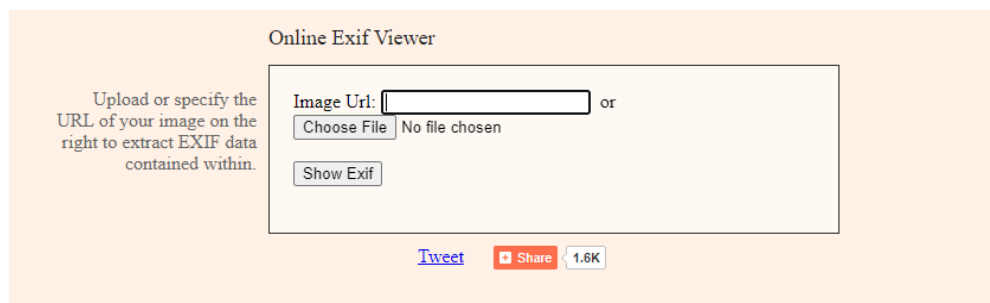 Online Exif Viewer
Upload or specify the
URL of your image on the
right to extract EXIF data
contained within.
Image Url: or
Choose File No file chosen
Show Exif
Tweet Share 1.6K